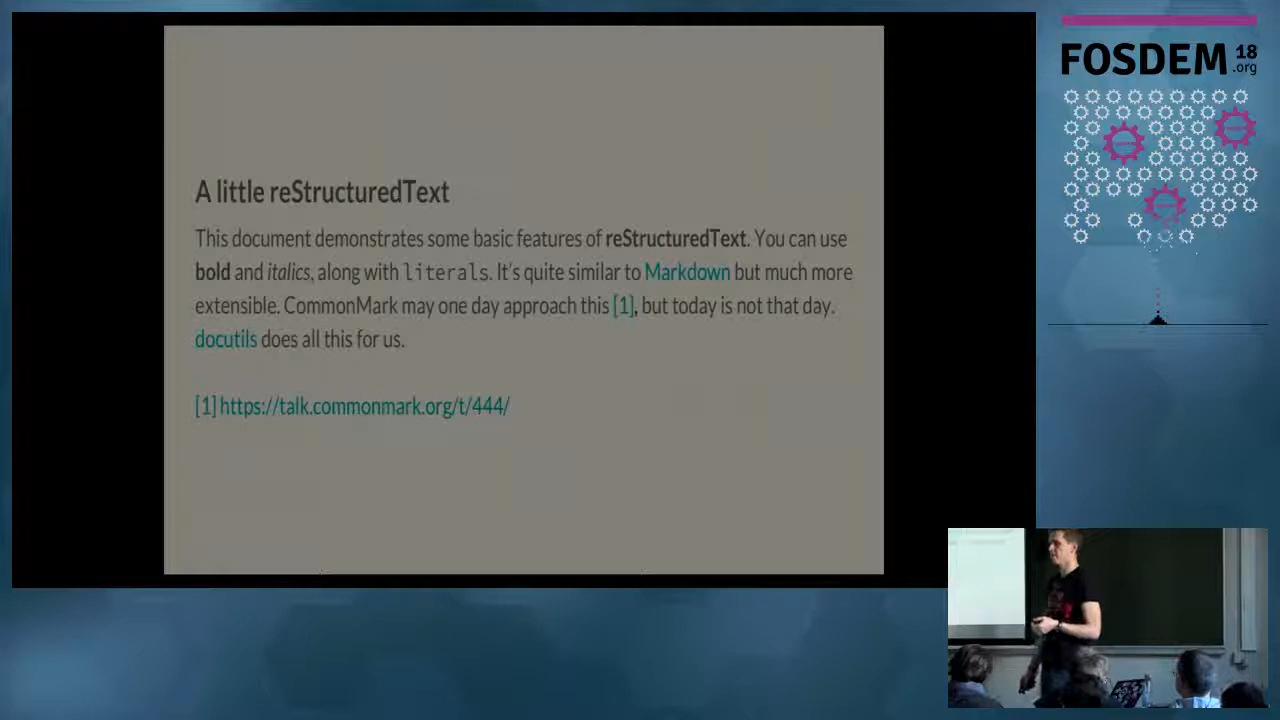 A little reStructuredText
This document demonstrates some basic features of reStructuredText. You can use
bold and italics, along with literals. It's quite similar to Markdown but much more
extensible. CommonMark may one day approach this [1], but today is not that day.
docutils does all this for us.
[1] https://talk.commonmark.org/t/444/
FOSDEM 18
.org